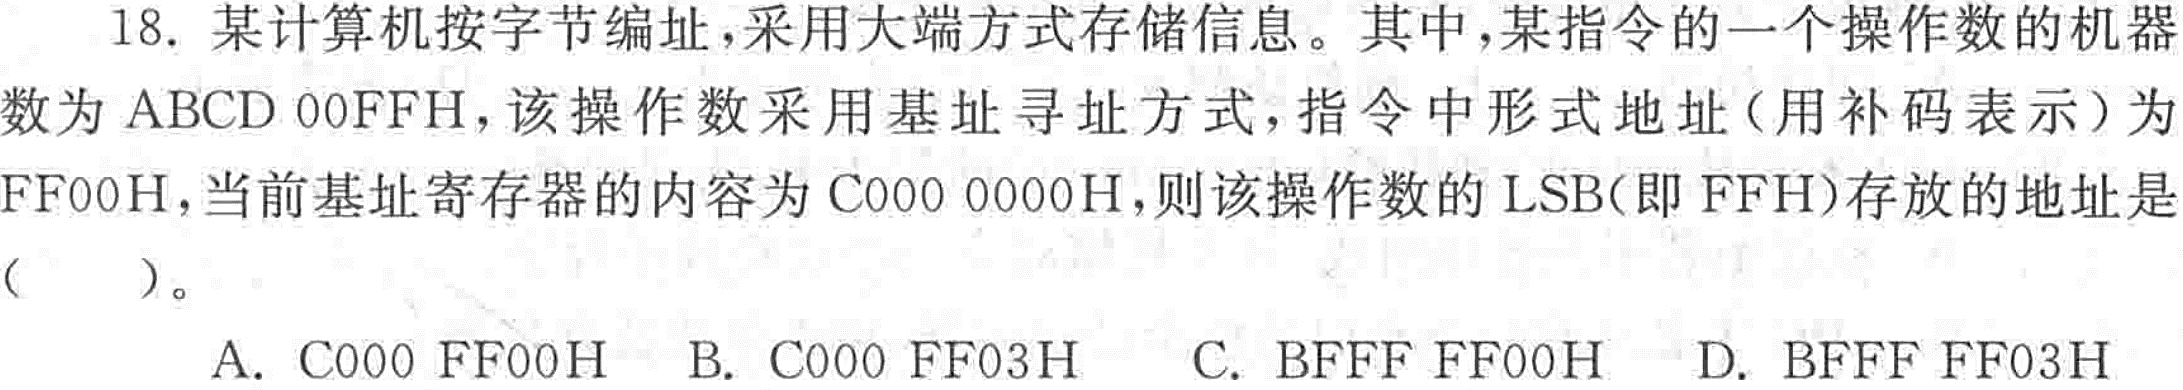 18. 某计算机按字节编址,采用大端方式存储信息。其中,某指令的一个操作数的机器
数为 ABCD 00FFH,该操作数采用基址寻址方式,指令中形式地址(用补码表示)为
FF00H,当前基址寄存器的内容为 C000 0000H,则该操作数的 LSB(即 FFH)存放的地址是
(  )。
A. C000 FF00H B. C000 FF03H C. BFFF FF00H D. BFFF FF03H